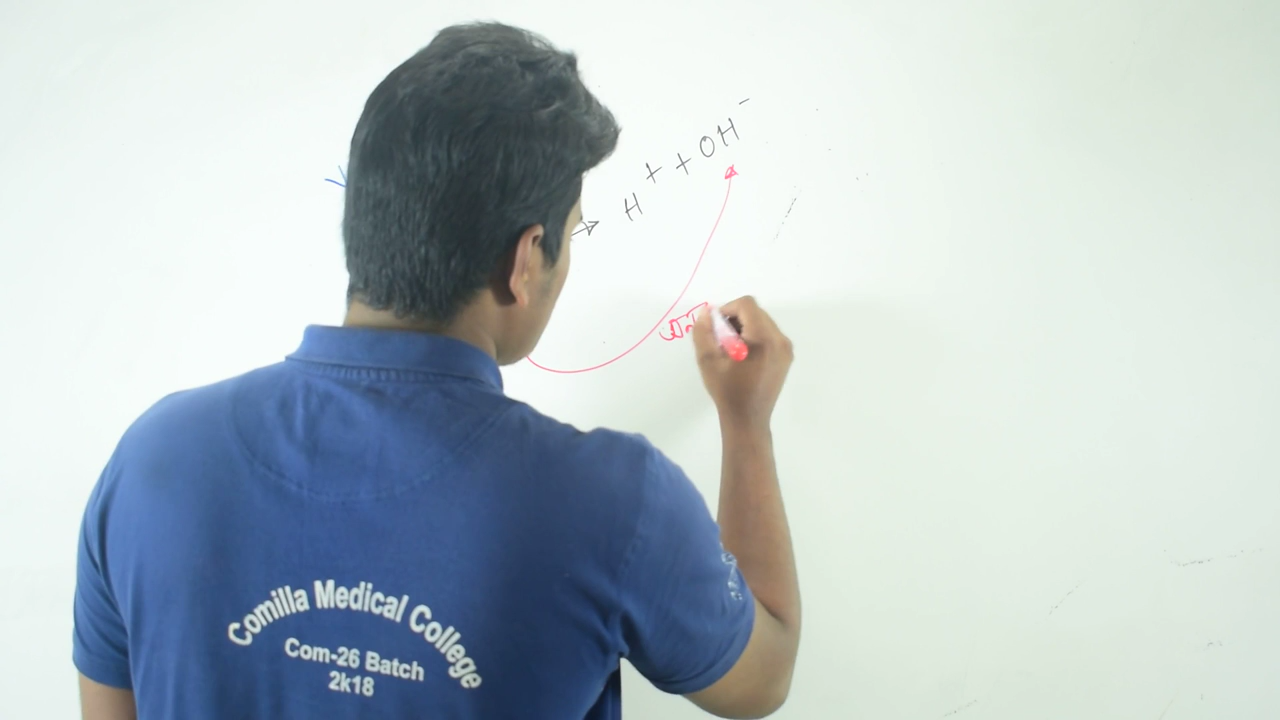 → H⁺ + OH⁻
Comilla Medical College
Com-26 Batch
2k18